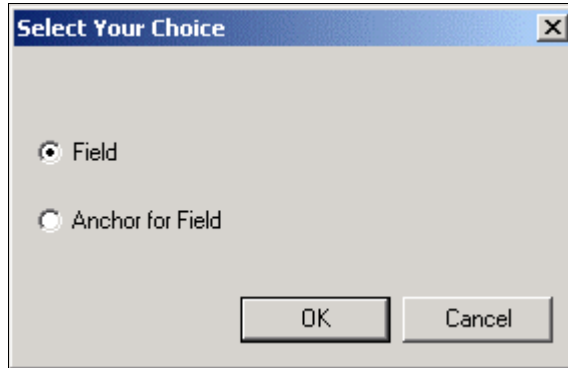 Select Your Choice
Field
Anchor for Field
OK
Cancel